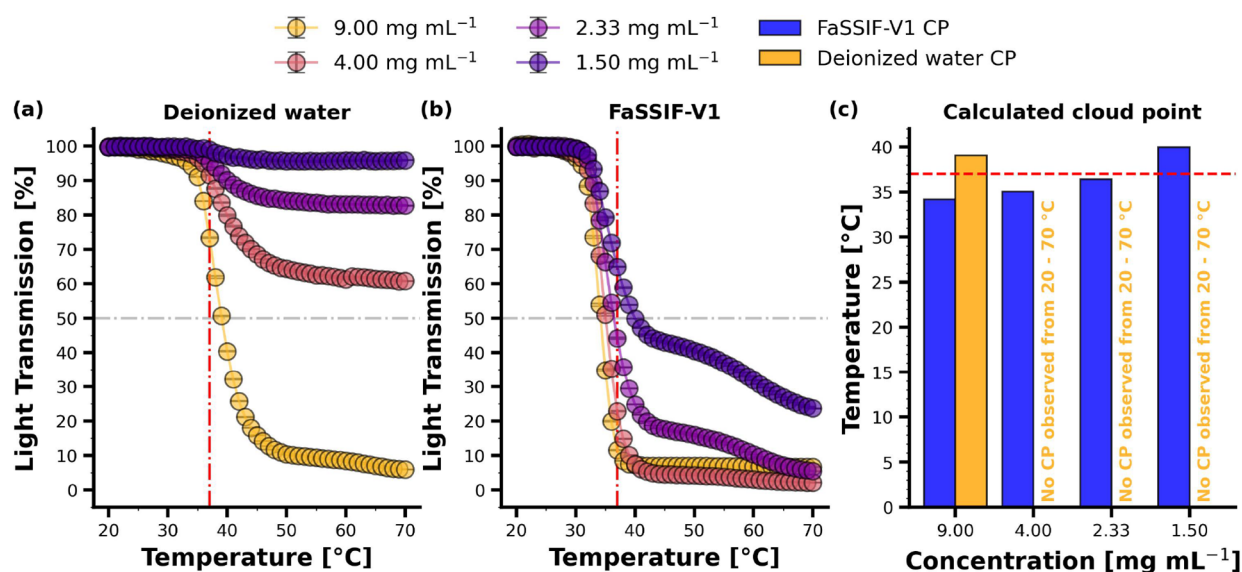 9.00 mg mL⁻¹
4.00 mg mL⁻¹
2.33 mg mL⁻¹
1.50 mg mL⁻¹
FaSSIF-V1 CP
Deionized water CP
(a)
Deionized water
Light Transmission [%]
100
90
80
70
60
50
40
30
20
10
0
20 30 40 50 60 70
Temperature [°C]
(b)
FaSSIF-V1
Light Transmission [%]
100
90
80
70
60
50
40
30
20
10
0
20 30 40 50 60 70
Temperature [°C]
(c)
Calculated cloud point
Temperature [°C]
40
35
30
25
20
15
10
5
0
No CP observed from 20 - 70 °C
No CP observed from 20 - 70 °C
No CP observed from 20 - 70 °C
9.00 4.00 2.33 1.50
Concentration [mg mL⁻¹]